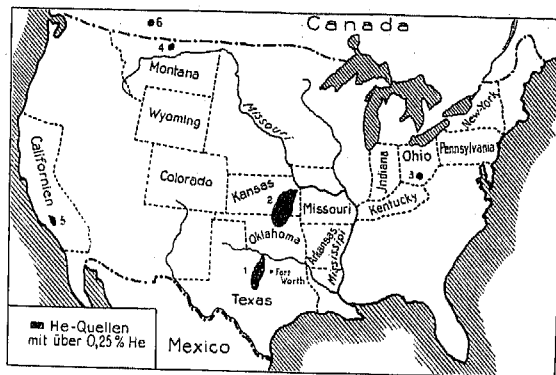 Canada
6
4
Montana
Wyoming
Missouri
New-York
Pennsylvania
Ohio
3
Indiana
Kentucky
Californien
5
Colorado
Kansas
2
Missouri
Oklahoma
Arkansas
Mississippi
1
Fort
Worth
Texas
Mexico
He-Quellen
mit über 0,25% He